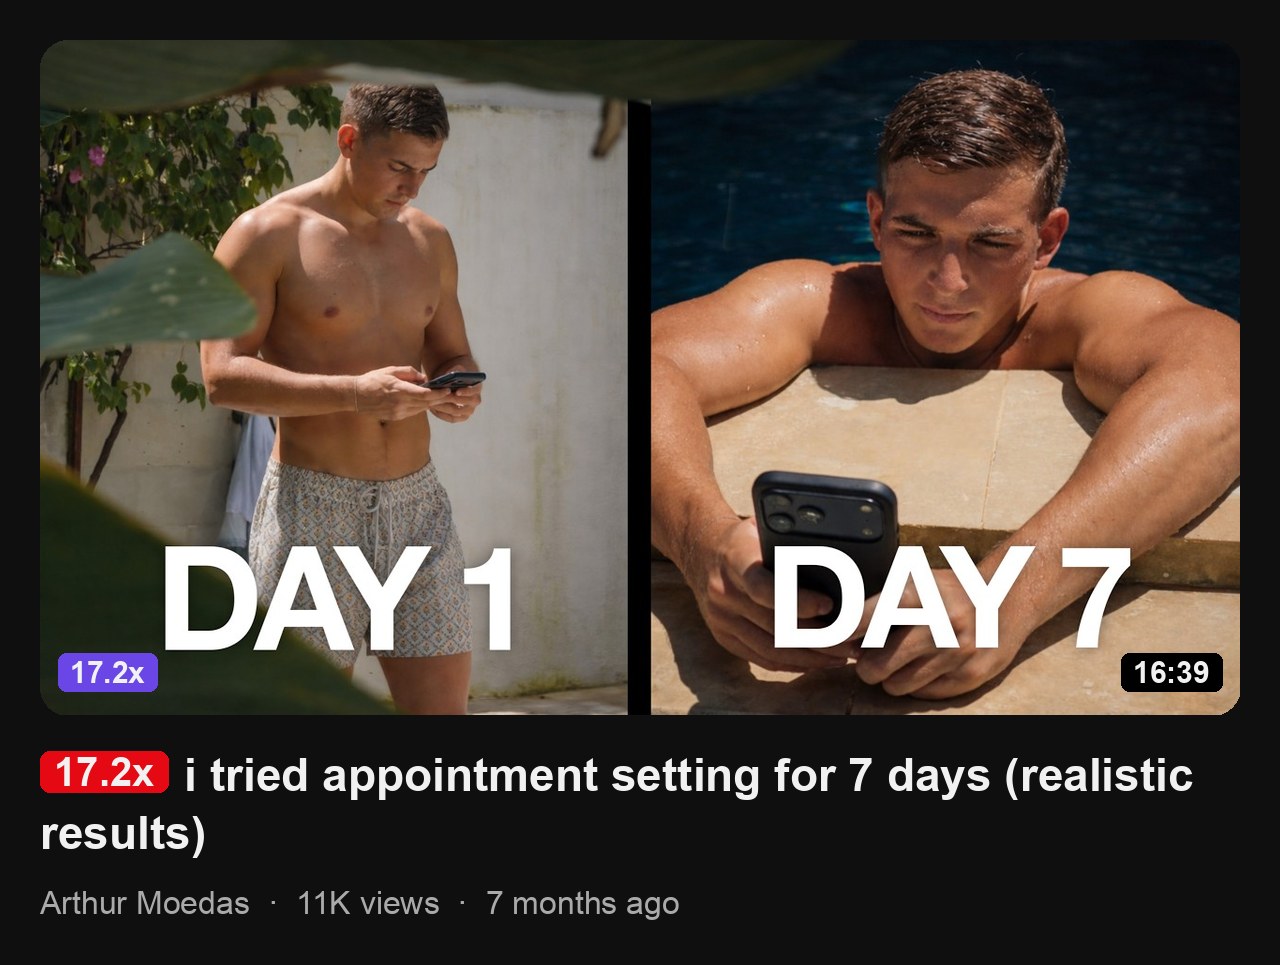 DAY 1
DAY 7
17.2x
16:39
17.2x i tried appointment setting for 7 days (realistic
results)
Arthur Moedas · 11K views · 7 months ago